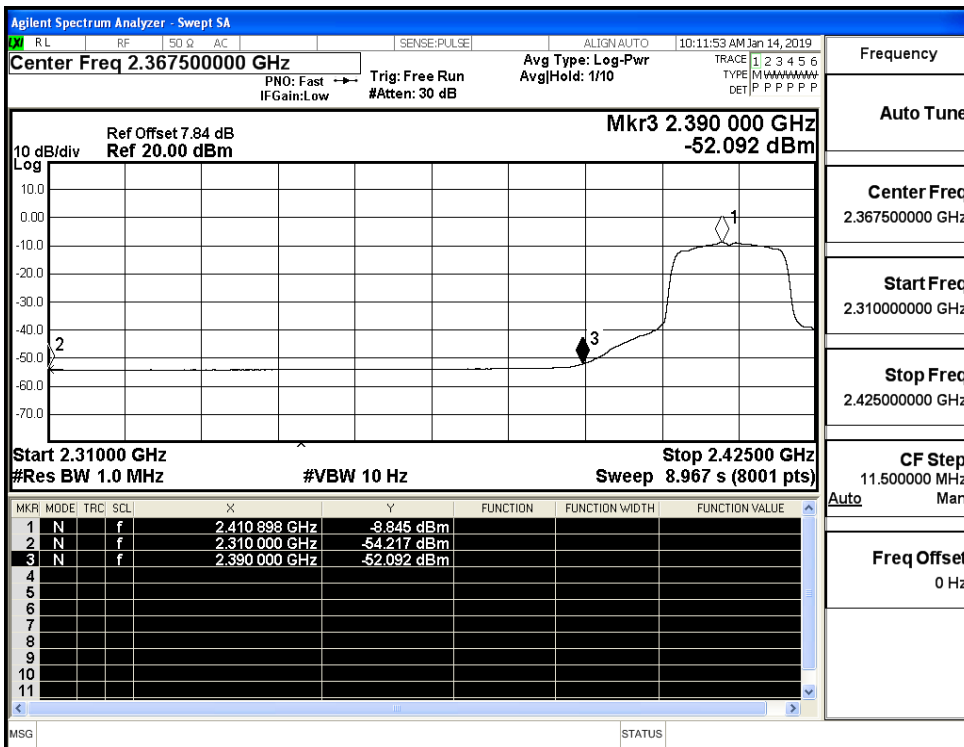 Agilent Spectrum Analyzer - Swept SA
LXI RL RF 50 Ω AC SENSE:PULSE ALIGN AUTO 10:11:53 AM Jan 14, 2019
Center Freq 2.367500000 GHz
PNO: Fast
IFGain:Low
Trig: Free Run
#Atten: 30 dB
Avg Type: Log-Pwr
Avg|Hold: 1/10
TRACE 1 2 3 4 5 6
TYPE M W W W W W
DET P P P P P P
Ref Offset 7.84 dB
10 dB/div Ref 20.00 dBm
Log
Mkr3 2.390 000 GHz
-52.092 dBm
10.0
0.00
-10.0
-20.0
-30.0
-40.0
-50.0
-60.0
-70.0
1
2
3
Start 2.31000 GHz Stop 2.42500 GHz
#Res BW 1.0 MHz #VBW 10 Hz Sweep 8.967 s (8001 pts)
MKR MODE TRC SCL X Y FUNCTION FUNCTION WIDTH FUNCTION VALUE
1 N f 2.410 898 GHz -8.845 dBm
2 N f 2.310 000 GHz -54.217 dBm
3 N f 2.390 000 GHz -52.092 dBm
4
5
6
7
8
9
10
11
MSG STATUS
Frequency
Auto Tune
Center Freq
2.367500000 GHz
Start Freq
2.310000000 GHz
Stop Freq
2.425000000 GHz
CF Step
11.500000 MHz
Auto Man
Freq Offset
0 Hz